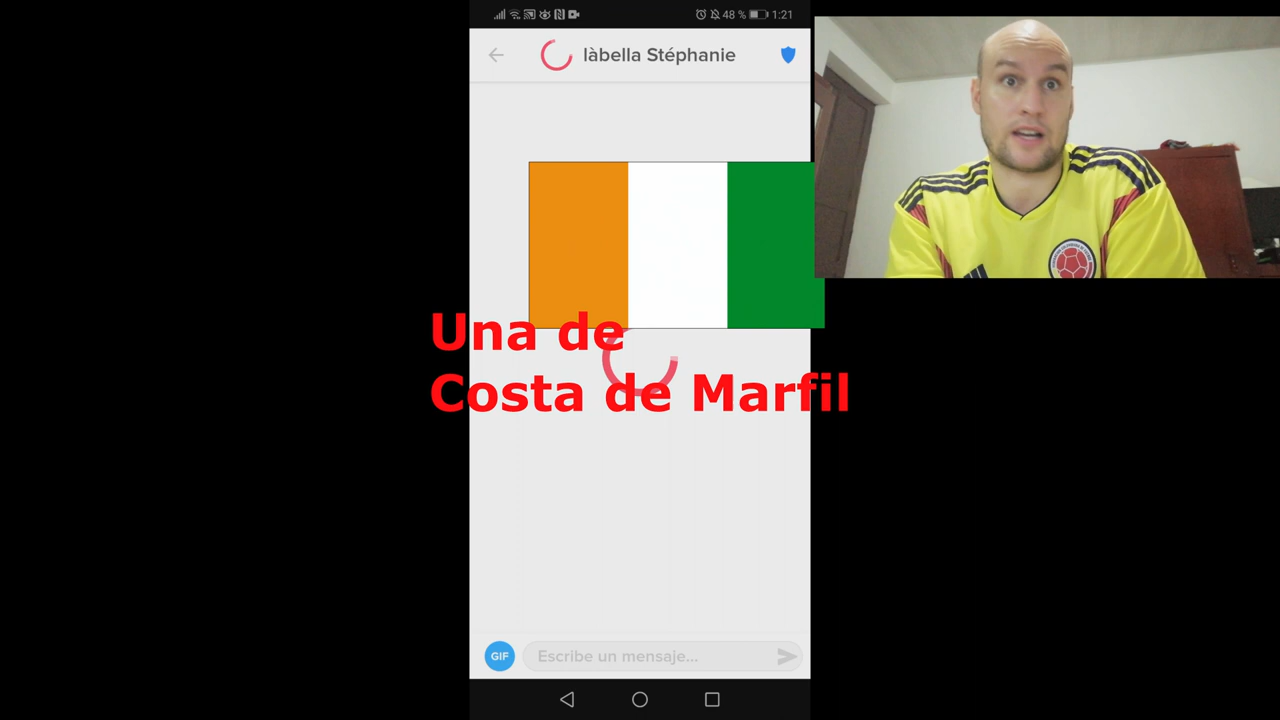 48 % 1:21
làbella Stéphanie
Una de
Costa de Marfil
GIF Escribe un mensaje...